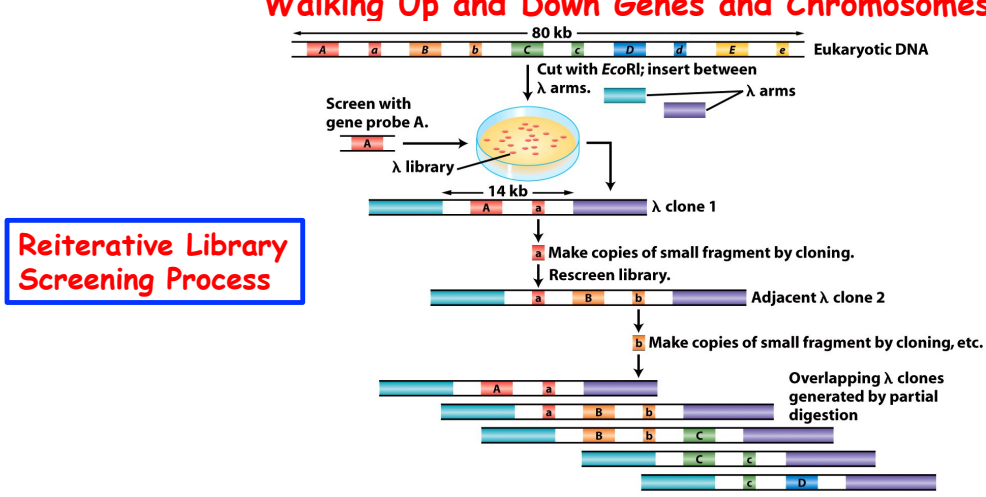 Walking Up and Down Genes and Chromosomes
80 kb
A a B b C c D d E e
Eukaryotic DNA
Cut with EcoRI; insert between
λ arms.
λ arms
Screen with
gene probe A.
A
λ library
14 kb
A a
λ clone 1
Reiterative Library
Screening Process
a Make copies of small fragment by cloning.
Rescreen library.
a B b
Adjacent λ clone 2
b Make copies of small fragment by cloning, etc.
Overlapping λ clones
generated by partial
digestion
A a
a B b
B b C
C c
c D